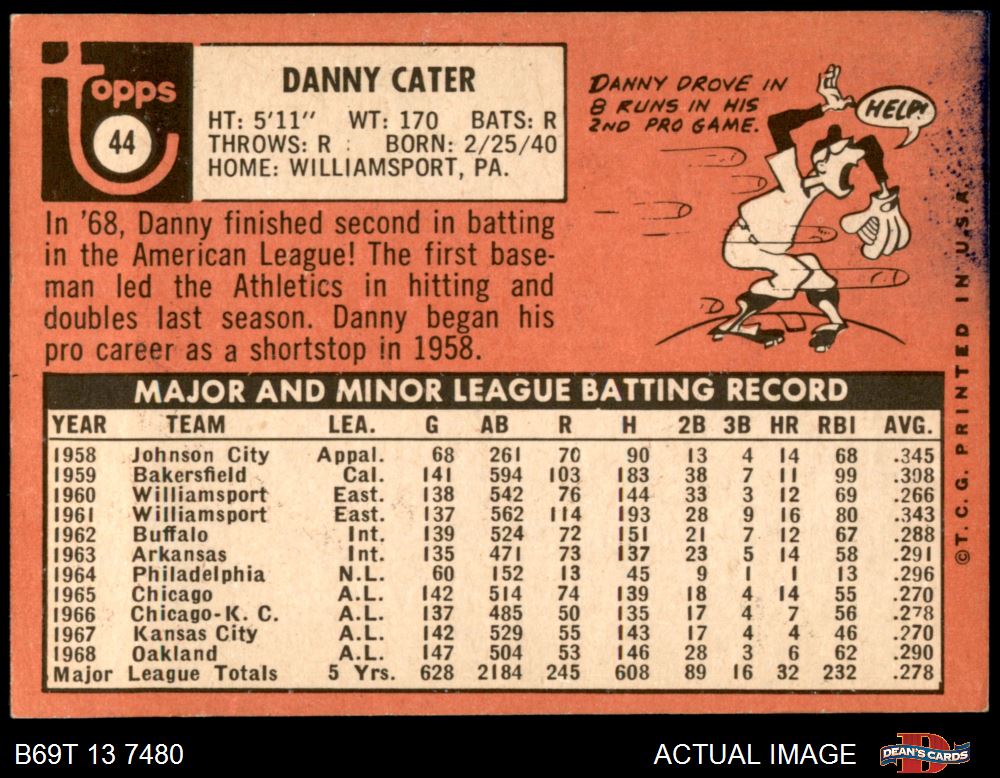 topps
44
DANNY CATER
HT: 5'11" WT: 170 BATS: R
THROWS: R BORN: 2/25/40
HOME: WILLIAMSPORT, PA.
In '68, Danny finished second in batting
in the American League! The first base-
man led the Athletics in hitting and
doubles last season. Danny began his
pro career as a shortstop in 1958.
DANNY DROVE IN
8 RUNS IN HIS
2ND PRO GAME.
HELP!
MAJOR AND MINOR LEAGUE BATTING RECORD
YEAR TEAM LEA. G AB R H 2B 3B HR RBI AVG.
1958 Johnson City Appal. 68 261 70 90 13 4 14 68 .345
1959 Bakersfield Cal. 141 594 103 183 38 7 11 99 .308
1960 Williamsport East. 138 542 76 144 33 3 12 69 .266
1961 Williamsport East. 137 562 114 193 28 9 16 80 .343
1962 Buffalo Int. 139 524 72 151 21 7 12 67 .288
1963 Arkansas Int. 135 471 73 137 23 5 14 58 .291
1964 Philadelphia N.L. 60 152 13 45 9 1 1 13 .296
1965 Chicago A.L. 142 514 74 139 18 4 14 55 .270
1966 Chicago-K. C. A.L. 137 485 50 135 17 4 7 56 .278
1967 Kansas City A.L. 142 529 55 143 17 4 4 46 .270
1968 Oakland A.L. 147 504 53 146 28 3 6 62 .290
Major League Totals 5 Yrs. 628 2184 245 608 89 16 32 232 .278
©T.C.G. PRINTED IN U.S.A.
B69T 13 7480
ACTUAL IMAGE
DEAN'S CARDS